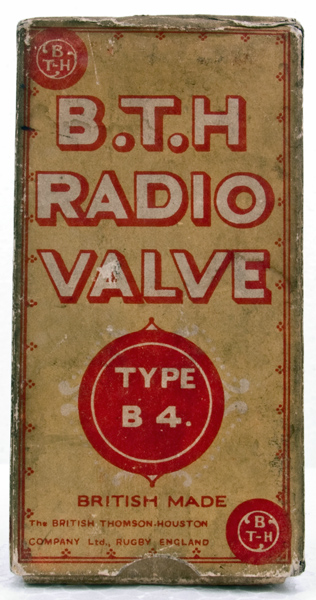 B
T-H
B.T.H
RADIO
VALVE
TYPE
B 4.
BRITISH MADE
The BRITISH THOMSON-HOUSTON
COMPANY Ltd., RUGBY ENGLAND
B
T-H